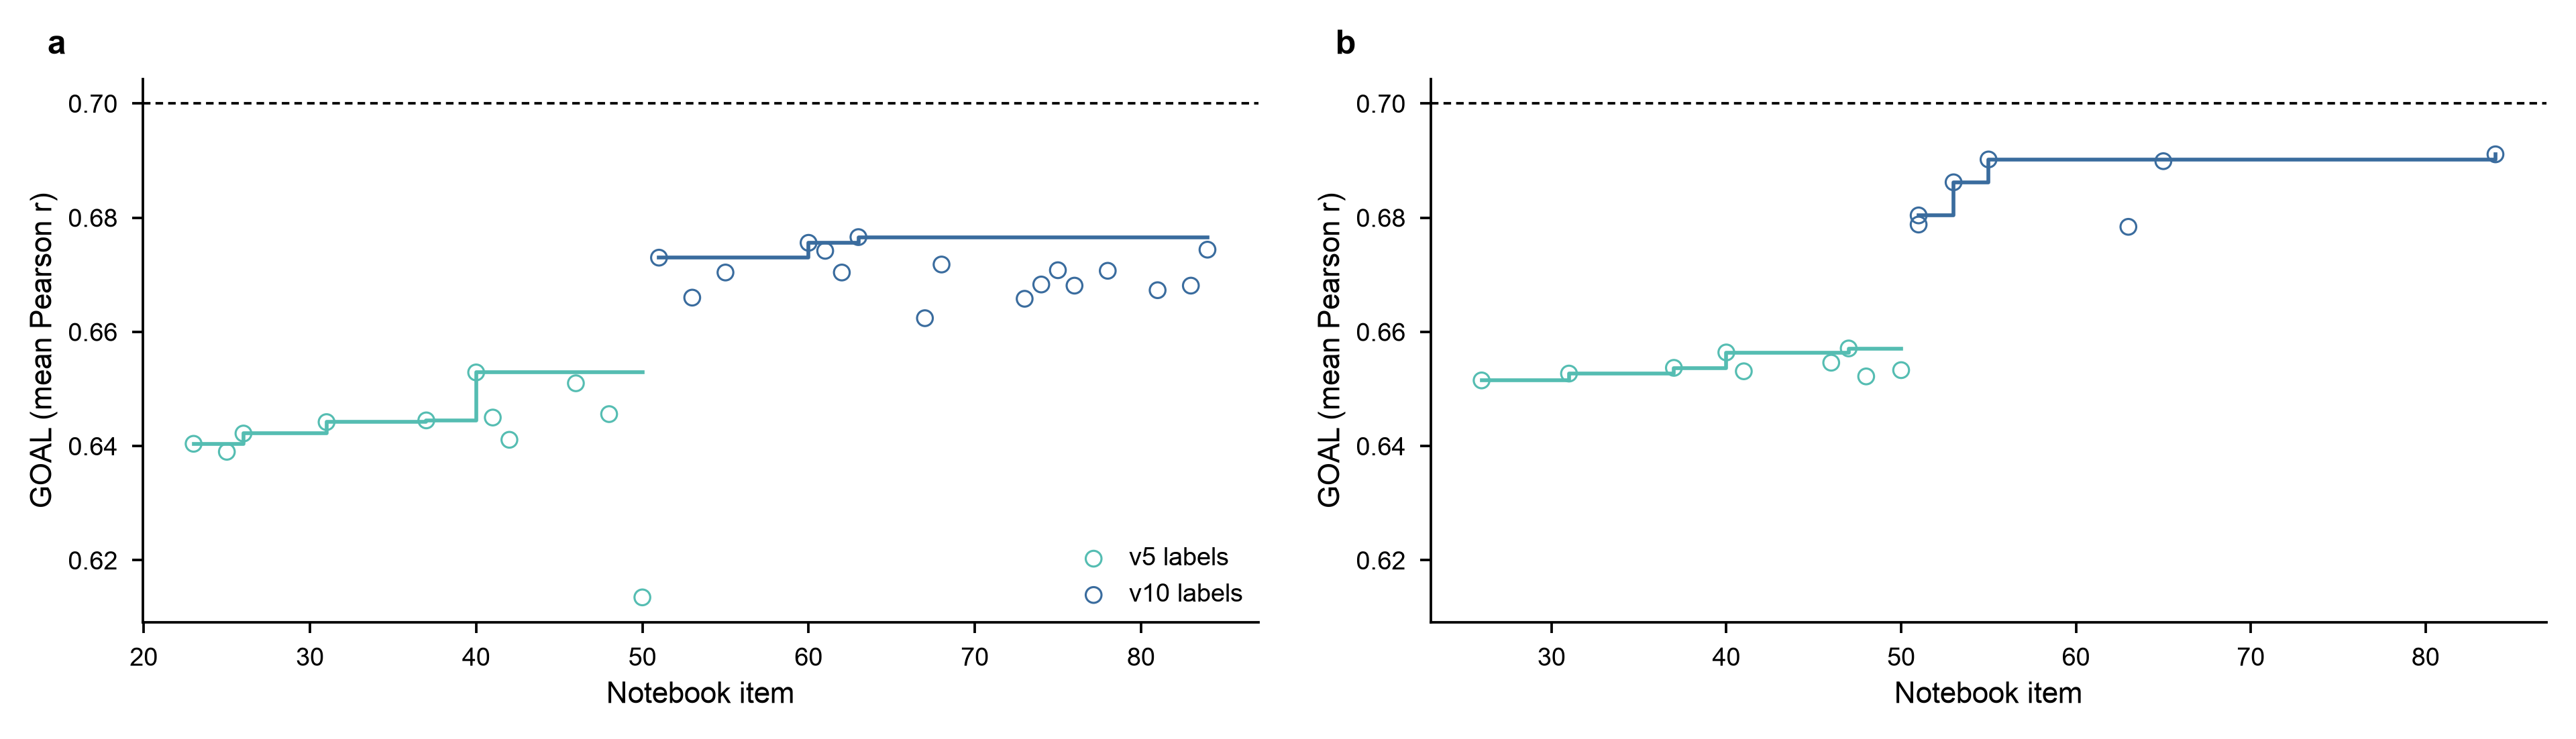 a
GOAL (mean Pearson r)
0.70
0.68
0.66
0.64
0.62
20 30 40 50 60 70 80
Notebook item
v5 labels
v10 labels
b
GOAL (mean Pearson r)
0.70
0.68
0.66
0.64
0.62
30 40 50 60 70 80
Notebook item